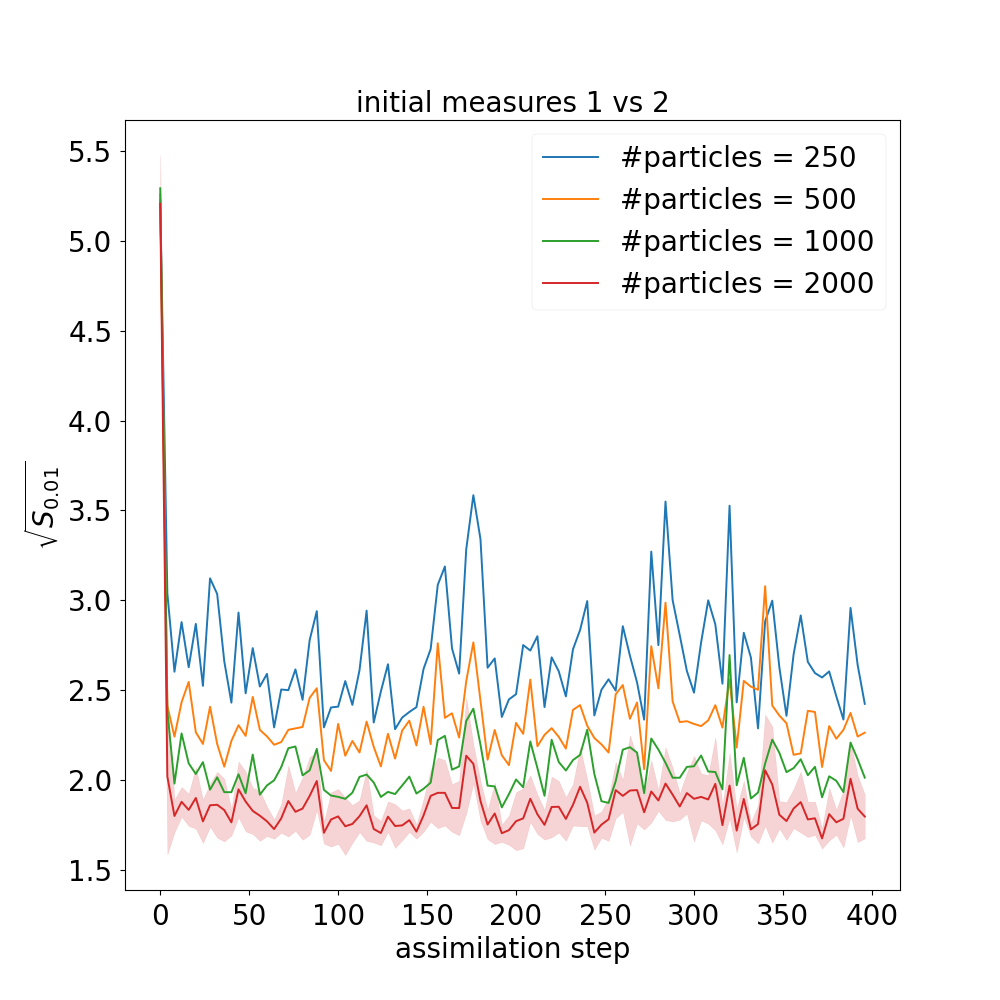 initial measures 1 vs 2
#particles = 250
#particles = 500
#particles = 1000
#particles = 2000
5.5
5.0
4.5
4.0
3.5
3.0
2.5
2.0
1.5
√S0.01
0 50 100 150 200 250 300 350 400
assimilation step